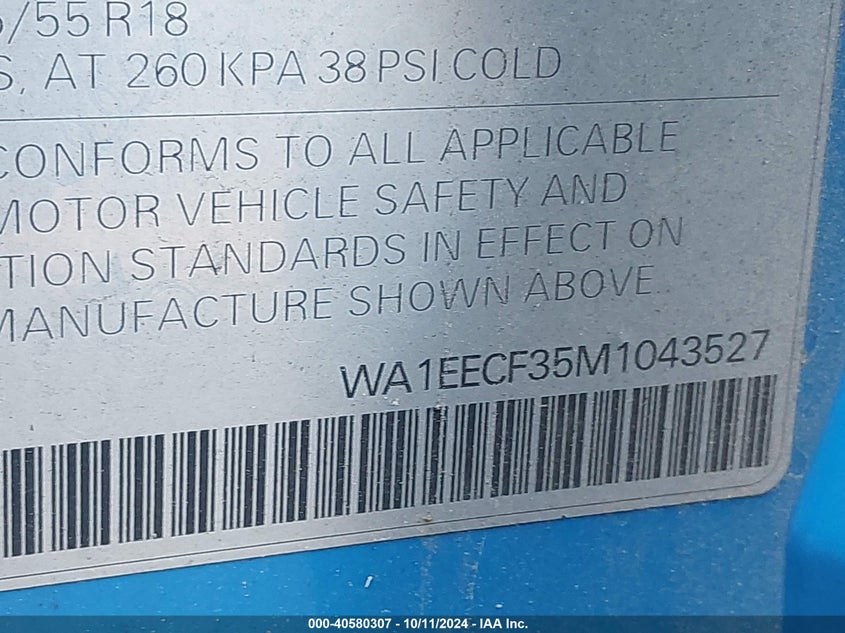 /55 R18
S, AT 260 KPA 38 PSI COLD
CONFORMS TO ALL APPLICABLE
MOTOR VEHICLE SAFETY AND
TION STANDARDS IN EFFECT ON
MANUFACTURE SHOWN ABOVE.
WA1EECF35M1043527
000-40580307 - 10/11/2024 - IAA Inc.